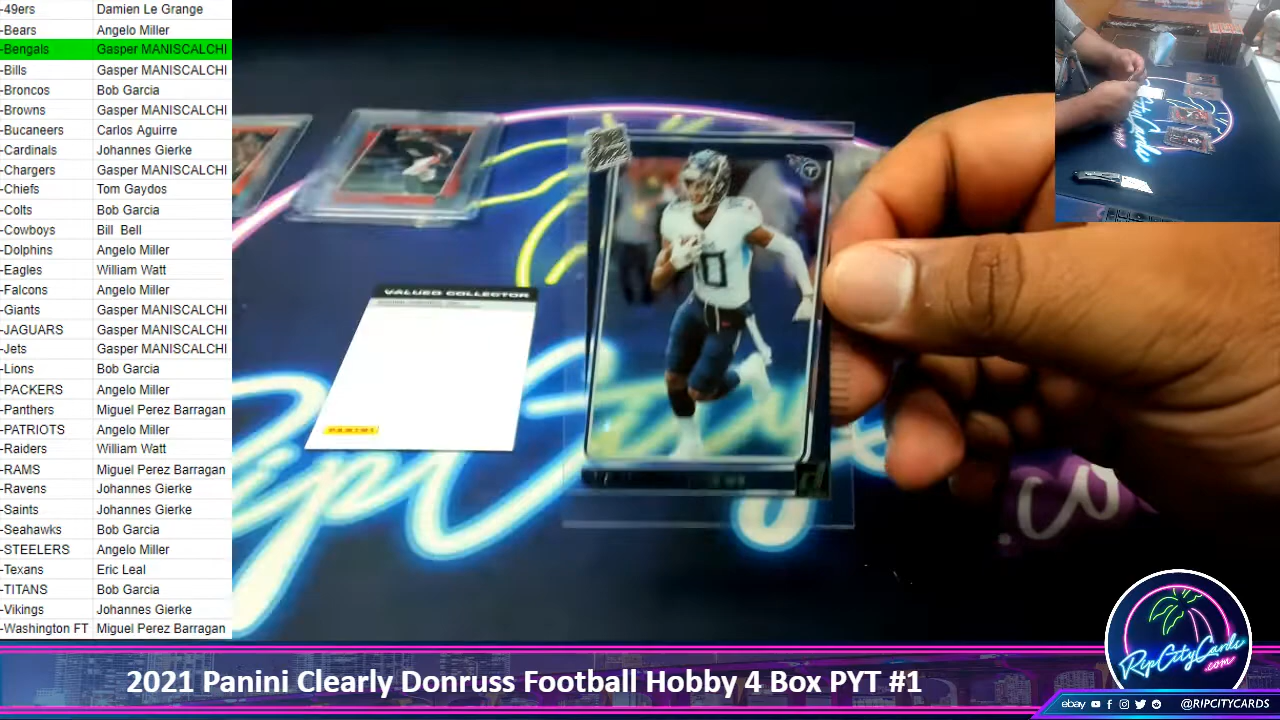 -49ers Damien Le Grange
-Bears Angelo Miller
-Bengals Gasper MANISCALCHI
-Bills Gasper MANISCALCHI
-Broncos Bob Garcia
-Browns Gasper MANISCALCHI
-Bucaneers Carlos Aguirre
-Cardinals Johannes Gierke
-Chargers Gasper MANISCALCHI
-Chiefs Tom Gaydos
-Colts Bob Garcia
-Cowboys Bill Bell
-Dolphins Angelo Miller
-Eagles William Watt
-Falcons Angelo Miller
-Giants Gasper MANISCALCHI
-JAGUARS Gasper MANISCALCHI
-Jets Gasper MANISCALCHI
-Lions Bob Garcia
-PACKERS Angelo Miller
-Panthers Miguel Perez Barragan
-PATRIOTS Angelo Miller
-Raiders William Watt
-RAMS Miguel Perez Barragan
-Ravens Johannes Gierke
-Saints Johannes Gierke
-Seahawks Bob Garcia
-STEELERS Angelo Miller
-Texans Eric Leal
-TITANS Bob Garcia
-Vikings Johannes Gierke
-Washington FT Miguel Perez Barragan
VALUED COLLECTOR
PANINI
2021 Panini Clearly Donruss Football Hobby 4 Box PYT #1
RipCityCards
.com
ebay @RIPCITYCARDS